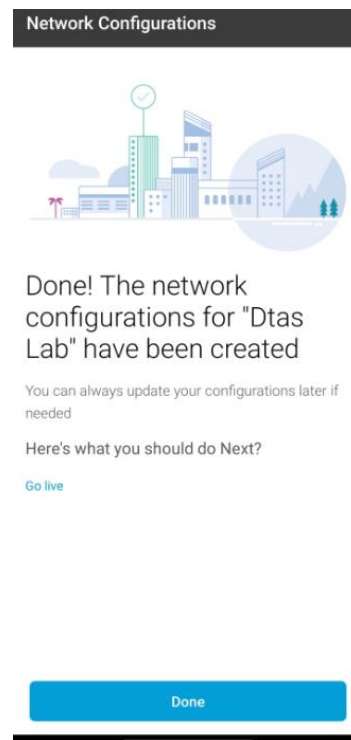 Network Configurations
Done! The network
configurations for "Dtas
Lab" have been created
You can always update your configurations later if
needed
Here's what you should do Next?
Go live
Done